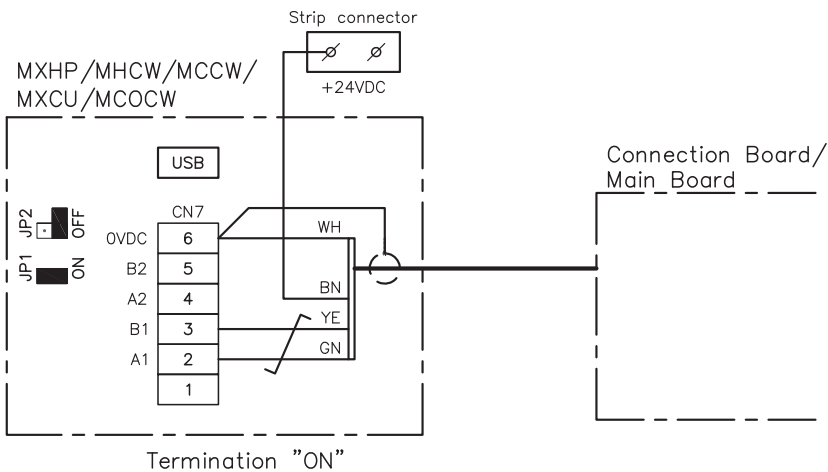 Strip connector
+24VDC
MXHP/MHCW/MCCW/
MXCU/MCOCW
Connection Board/
Main Board
USB
CN7
JP2
OFF
JP1
ON
0VDC 6 WH
B2 5
A2 4 BN
B1 3 YE
A1 2 GN
1
Termination "ON"